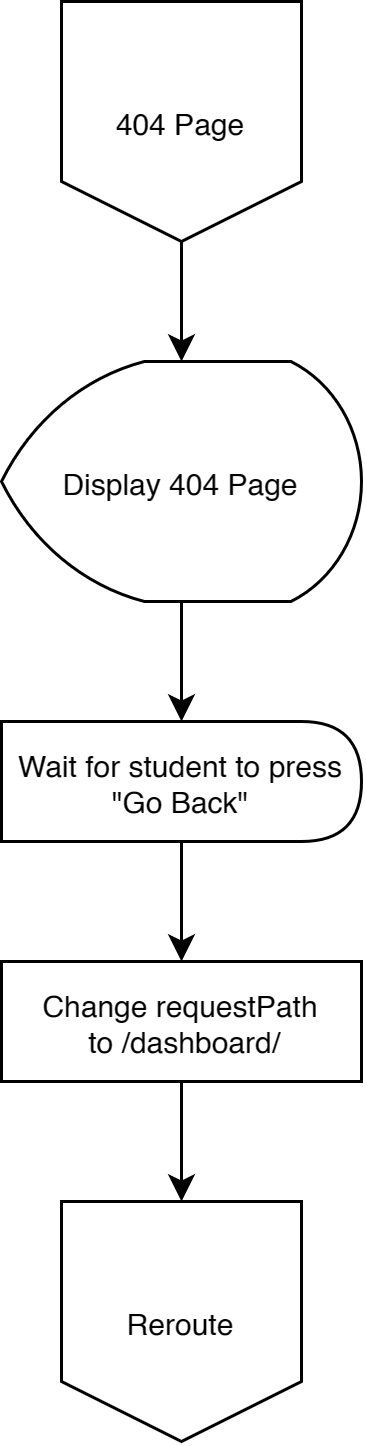 404 Page
Display 404 Page
Wait for student to press
"Go Back"
Change requestPath
to /dashboard/
Reroute